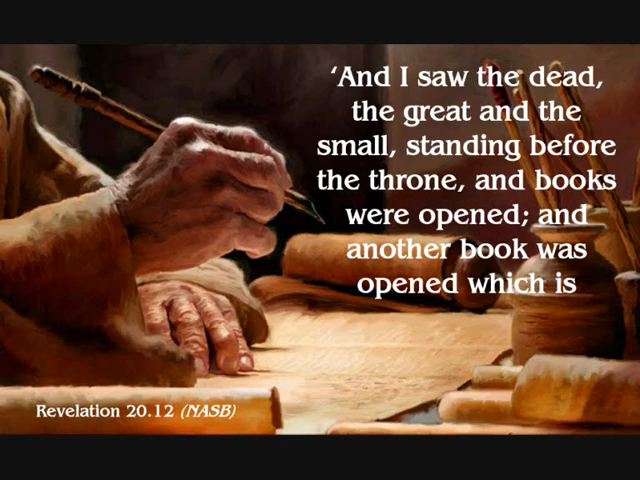 ‘And I saw the dead,
the great and the
small, standing before
the throne, and books
were opened; and
another book was
opened which is
Revelation 20.12 (NASB)